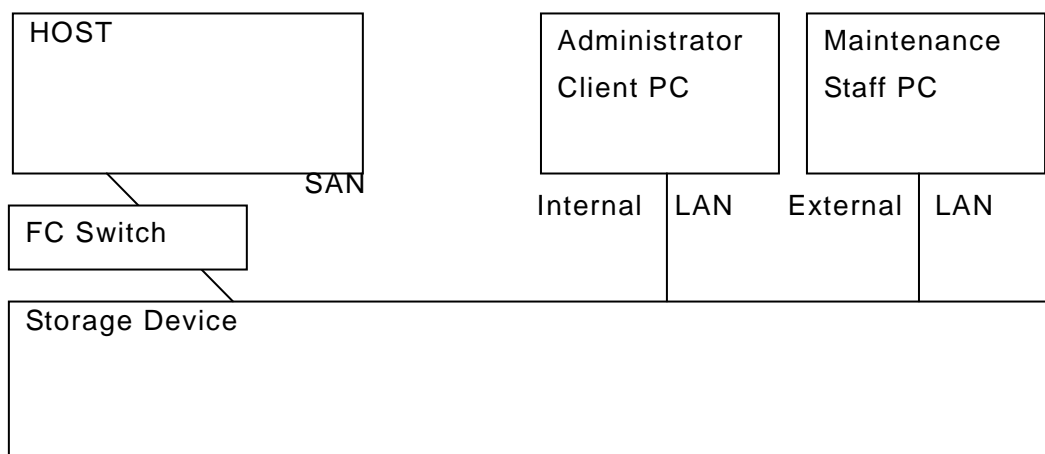 HOST
Administrator
Client PC
Maintenance
Staff PC
SAN
Internal LAN
External LAN
FC Switch
Storage Device